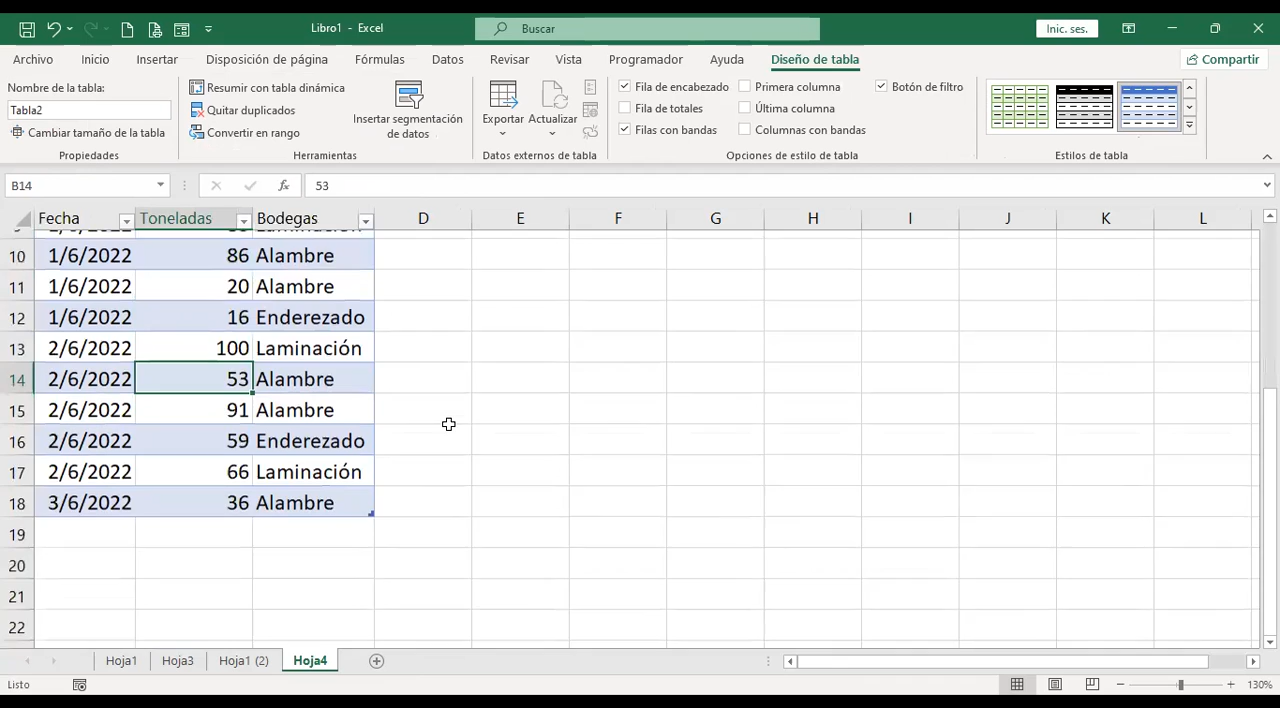 Libro1 - Excel
Buscar
Inic. ses.
Archivo Inicio Insertar Disposición de página Fórmulas Datos Revisar Vista Programador Ayuda Diseño de tabla Compartir
Nombre de la tabla:
Tabla2
Cambiar tamaño de la tabla
Propiedades
Resumir con tabla dinámica
Quitar duplicados
Convertir en rango
Insertar segmentación
de datos
Herramientas
Exportar Actualizar
Datos externos de tabla
Fila de encabezado Primera columna Botón de filtro
Fila de totales Última columna
Filas con bandas Columnas con bandas
Opciones de estilo de tabla
Estilos de tabla
B14 fx 53
Fecha Toneladas Bodegas D E F G H I J K L
10 1/6/2022 86 Alambre
11 1/6/2022 20 Alambre
12 1/6/2022 16 Enderezado
13 2/6/2022 100 Laminación
14 2/6/2022 53 Alambre
15 2/6/2022 91 Alambre
16 2/6/2022 59 Enderezado
17 2/6/2022 66 Laminación
18 3/6/2022 36 Alambre
19
20
21
22
Hoja1 Hoja3 Hoja1 (2) Hoja4
Listo
130%